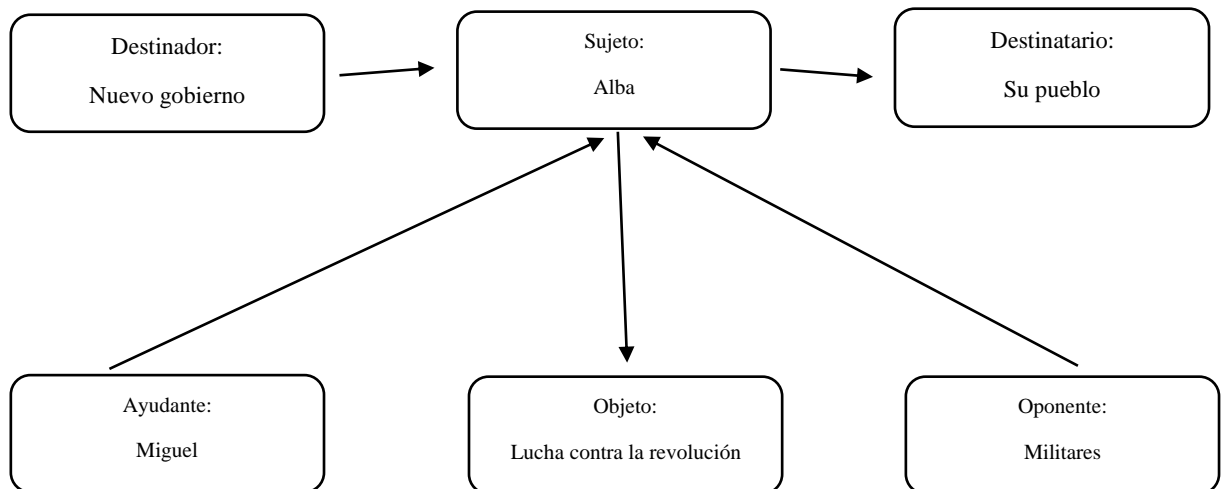 Destinador:
Nuevo gobierno
Sujeto:
Alba
Destinatario:
Su pueblo
Ayudante:
Miguel
Objeto:
Lucha contra la revolución
Oponente:
Militares